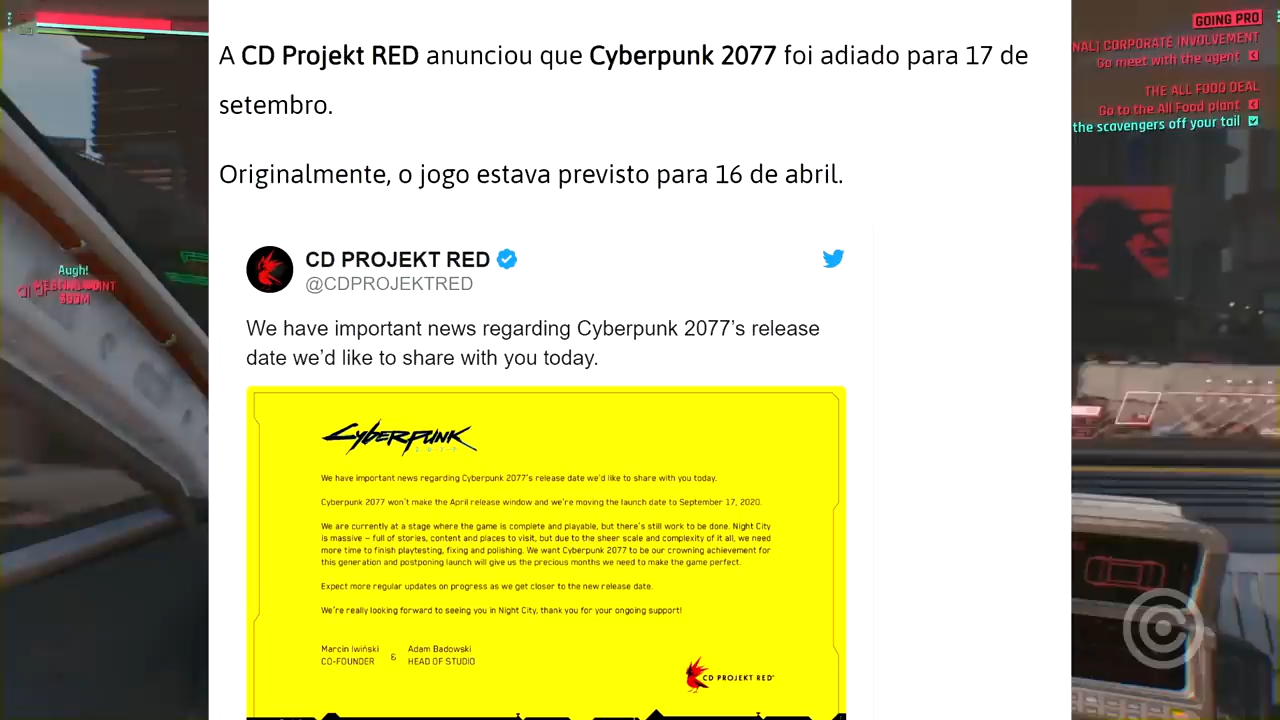 A CD Projekt RED anunciou que Cyberpunk 2077 foi adiado para 17 de
setembro.
Originalmente, o jogo estava previsto para 16 de abril.
CD PROJEKT RED
@CDPROJEKTRED
We have important news regarding Cyberpunk 2077’s release
date we’d like to share with you today.
CYBERPUNK
2077
We have important news regarding Cyberpunk 2077’s release date we’d like to share with you today.
Cyberpunk 2077 won’t make the April release window and we’re moving the launch date to September 17, 2020.
We are currently at a stage where the game is complete and playable, but there’s still work to be done. Night City
is massive – full of stories, content and places to visit, but due to the sheer scale and complexity of it all, we need
more time to finish playtesting, fixing and polishing. We want Cyberpunk 2077 to be our crowning achievement for
this generation and postponing launch will give us the precious months we need to make the game perfect.
Expect more regular updates on progress as we get closer to the new release date.
We’re really looking forward to seeing you in Night City, thank you for your ongoing support!
Marcin Iwiński & Adam Badowski
CO-FOUNDER HEAD OF STUDIO
CD PROJEKT RED
GOING PRO
NAL] CORPORATE INVOLVEMENT
Go meet with the agent
THE ALL FOOD DEAL
Go to the All Food plant
the scavengers off your tail
Augh!